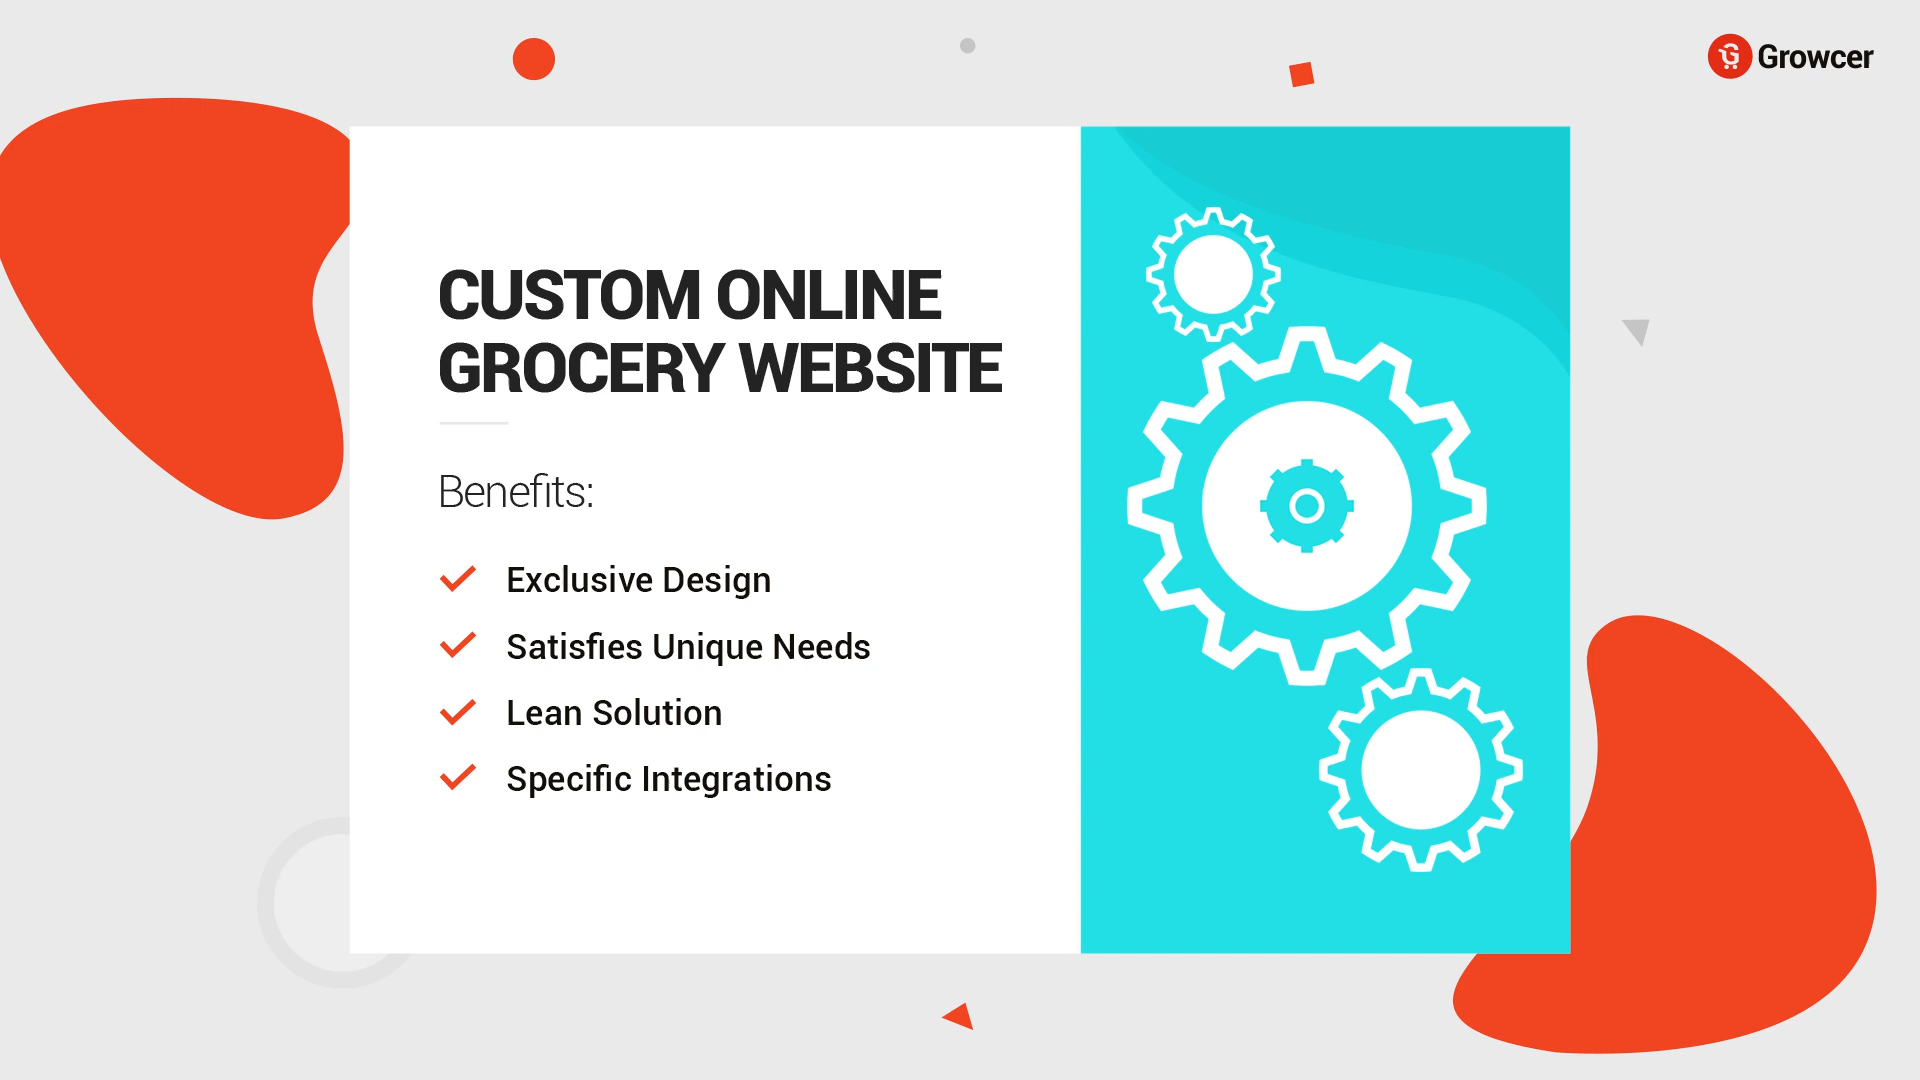 Growcer
CUSTOM ONLINE
GROCERY WEBSITE
Benefits:
Exclusive Design
Satisfies Unique Needs
Lean Solution
Specific Integrations